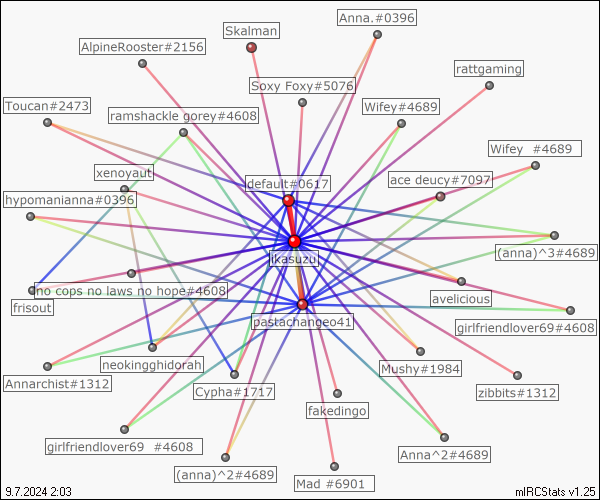 Anna.#0396
Skalman
AlpineRooster#2156
rattgaming
Soxy Foxy#5076
Toucan#2473
Wifey#4689
ramshackle gorey#4608
Wifey  #4689
xenoyaut
default#0617
ace deucy#7097
hypomanianna#0396
(anna)^3#4689
ikasuzuj
no cops no laws no hope#4608
avelicious
frisout
pastachangeo41
girlfriendlover69#4608
neokingghidorah
Mushy#1984
Annarchist#1312
Cypha#1717
zibbits#1312
fakedingo
girlfriendlover69  #4608
Anna^2#4689
(anna)^2#4689
Mad #6901
9.7.2024 2:03
mIRCStats v1.25